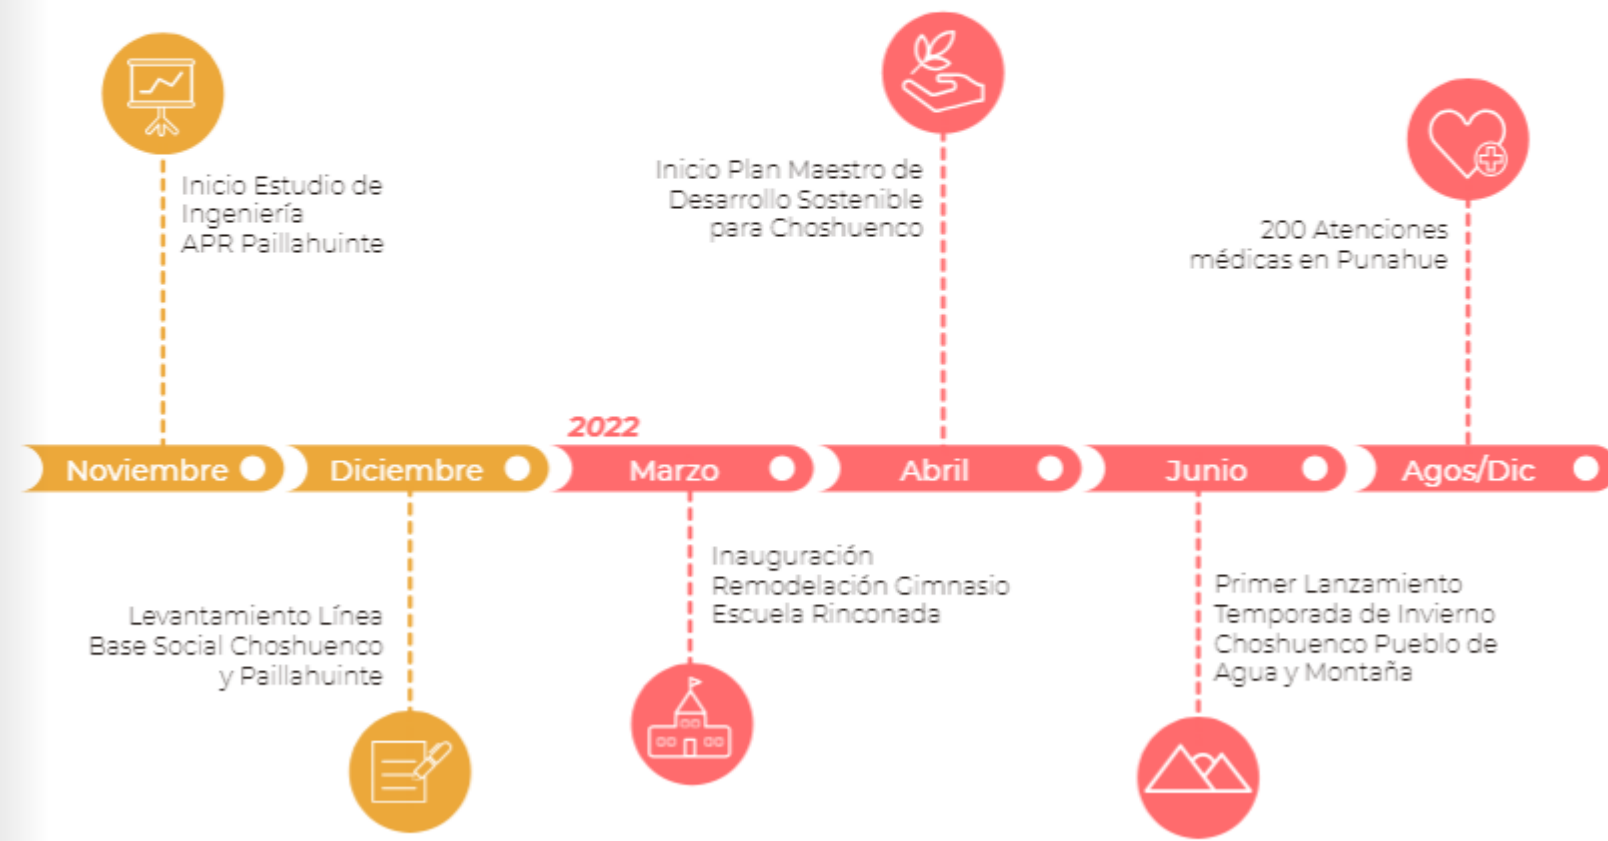 Inicio Estudio de
Ingeniería
APR Paillahuinte
Inicio Plan Maestro de
Desarrollo Sostenible
para Choshuenco
200 Atenciones
médicas en Punahue
2022
Noviembre
Diciembre
Marzo
Abril
Junio
Agos/Dic
Levantamiento Línea
Base Social Choshuenco
y Paillahuinte
Inauguración
Remodelación Gimnasio
Escuela Rinconada
Primer Lanzamiento
Temporada de Invierno
Choshuenco Pueblo de
Agua y Montaña